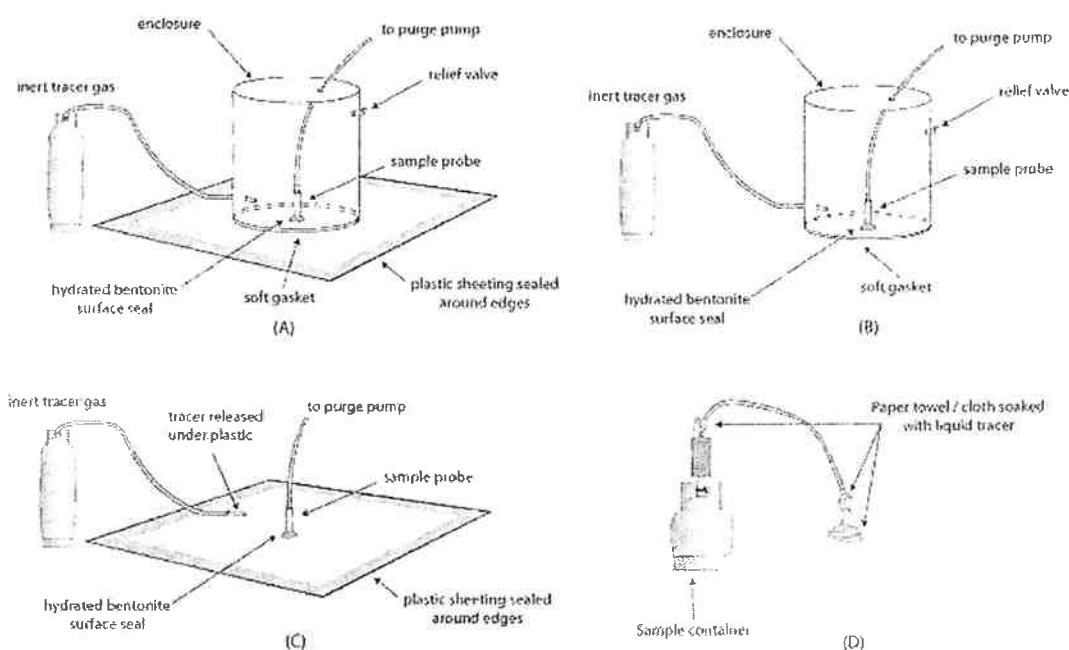 enclosure
to purge pump
relief valve
inert tracer gas
sample probe
hydrated bentonite
surface seal
soft gasket
plastic sheeting sealed
around edges
(A)
enclosure
to purge pump
relief valve
inert tracer gas
sample probe
hydrated bentonite
surface seal
soft gasket
(B)
inert tracer gas
tracer released
under plastic
to purge pump
sample probe
hydrated bentonite
surface seal
plastic sheeting sealed
around edges
(C)
Paper towel / cloth soaked
with liquid tracer
Sample container
(D)